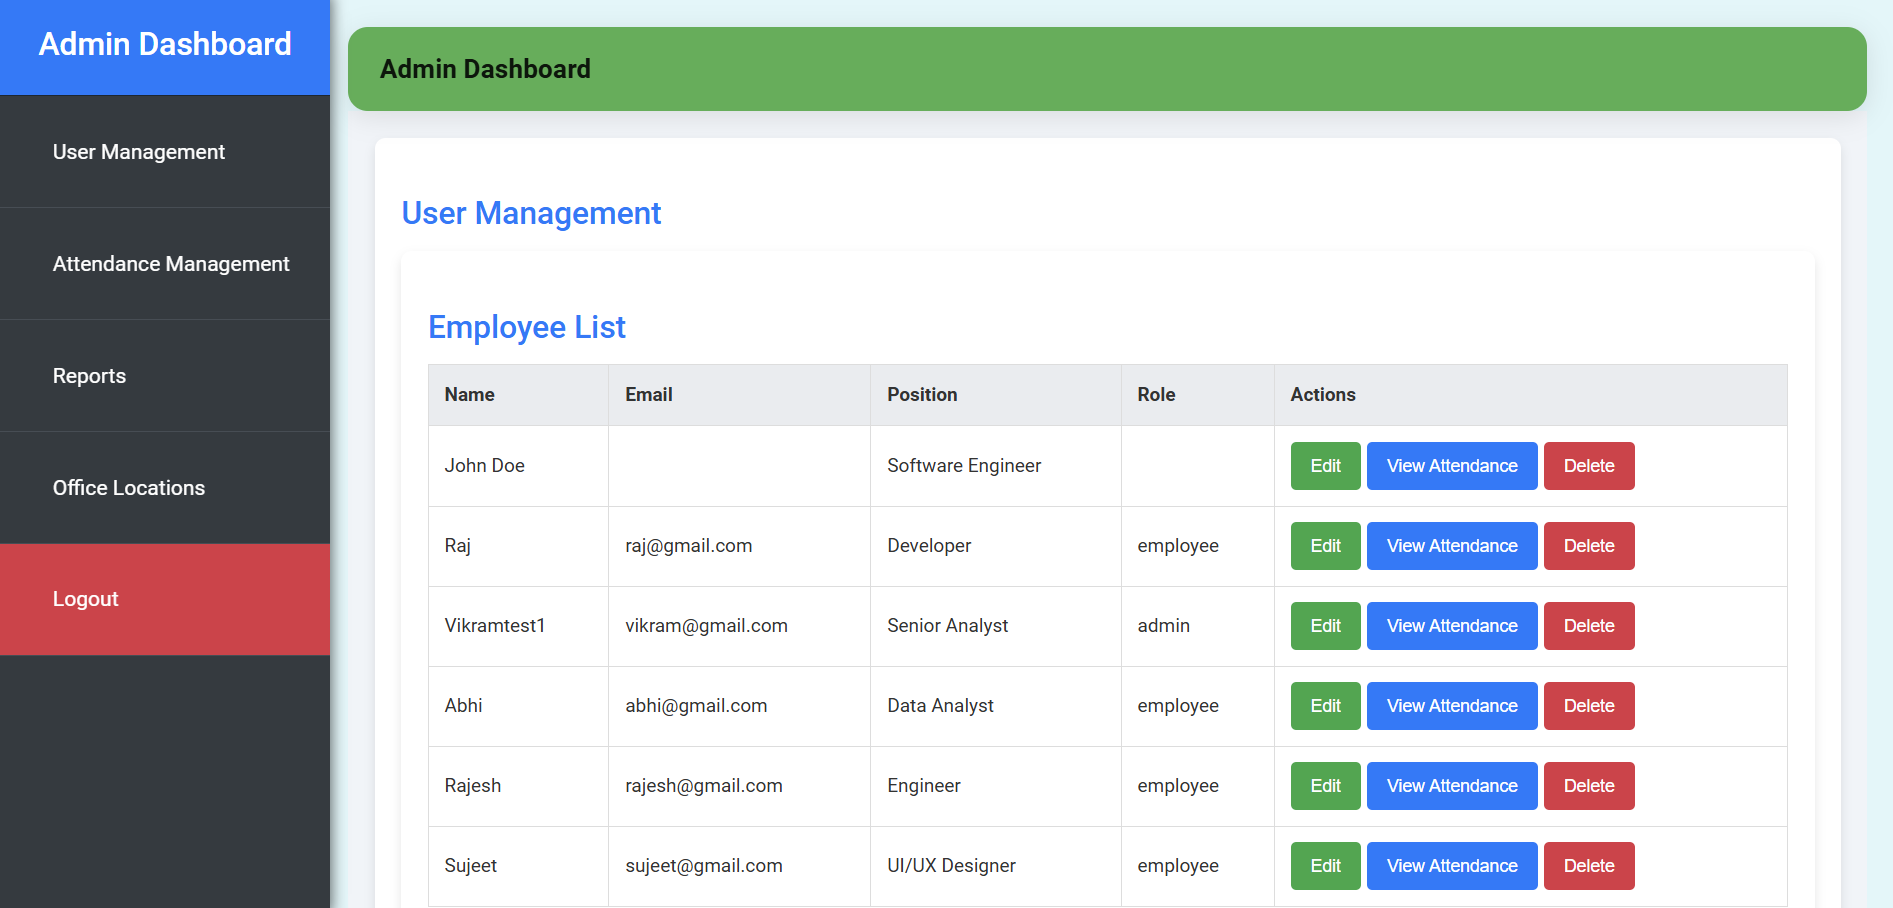 Admin Dashboard
User Management
Attendance Management
Reports
Office Locations
Logout
Admin Dashboard
User Management
Employee List
Name Email Position Role Actions
John Doe Software Engineer Edit View Attendance Delete
Raj raj@gmail.com Developer employee Edit View Attendance Delete
Vikramtest1 vikram@gmail.com Senior Analyst admin Edit View Attendance Delete
Abhi abhi@gmail.com Data Analyst employee Edit View Attendance Delete
Rajesh rajesh@gmail.com Engineer employee Edit View Attendance Delete
Sujeet sujeet@gmail.com UI/UX Designer employee Edit View Attendance Delete